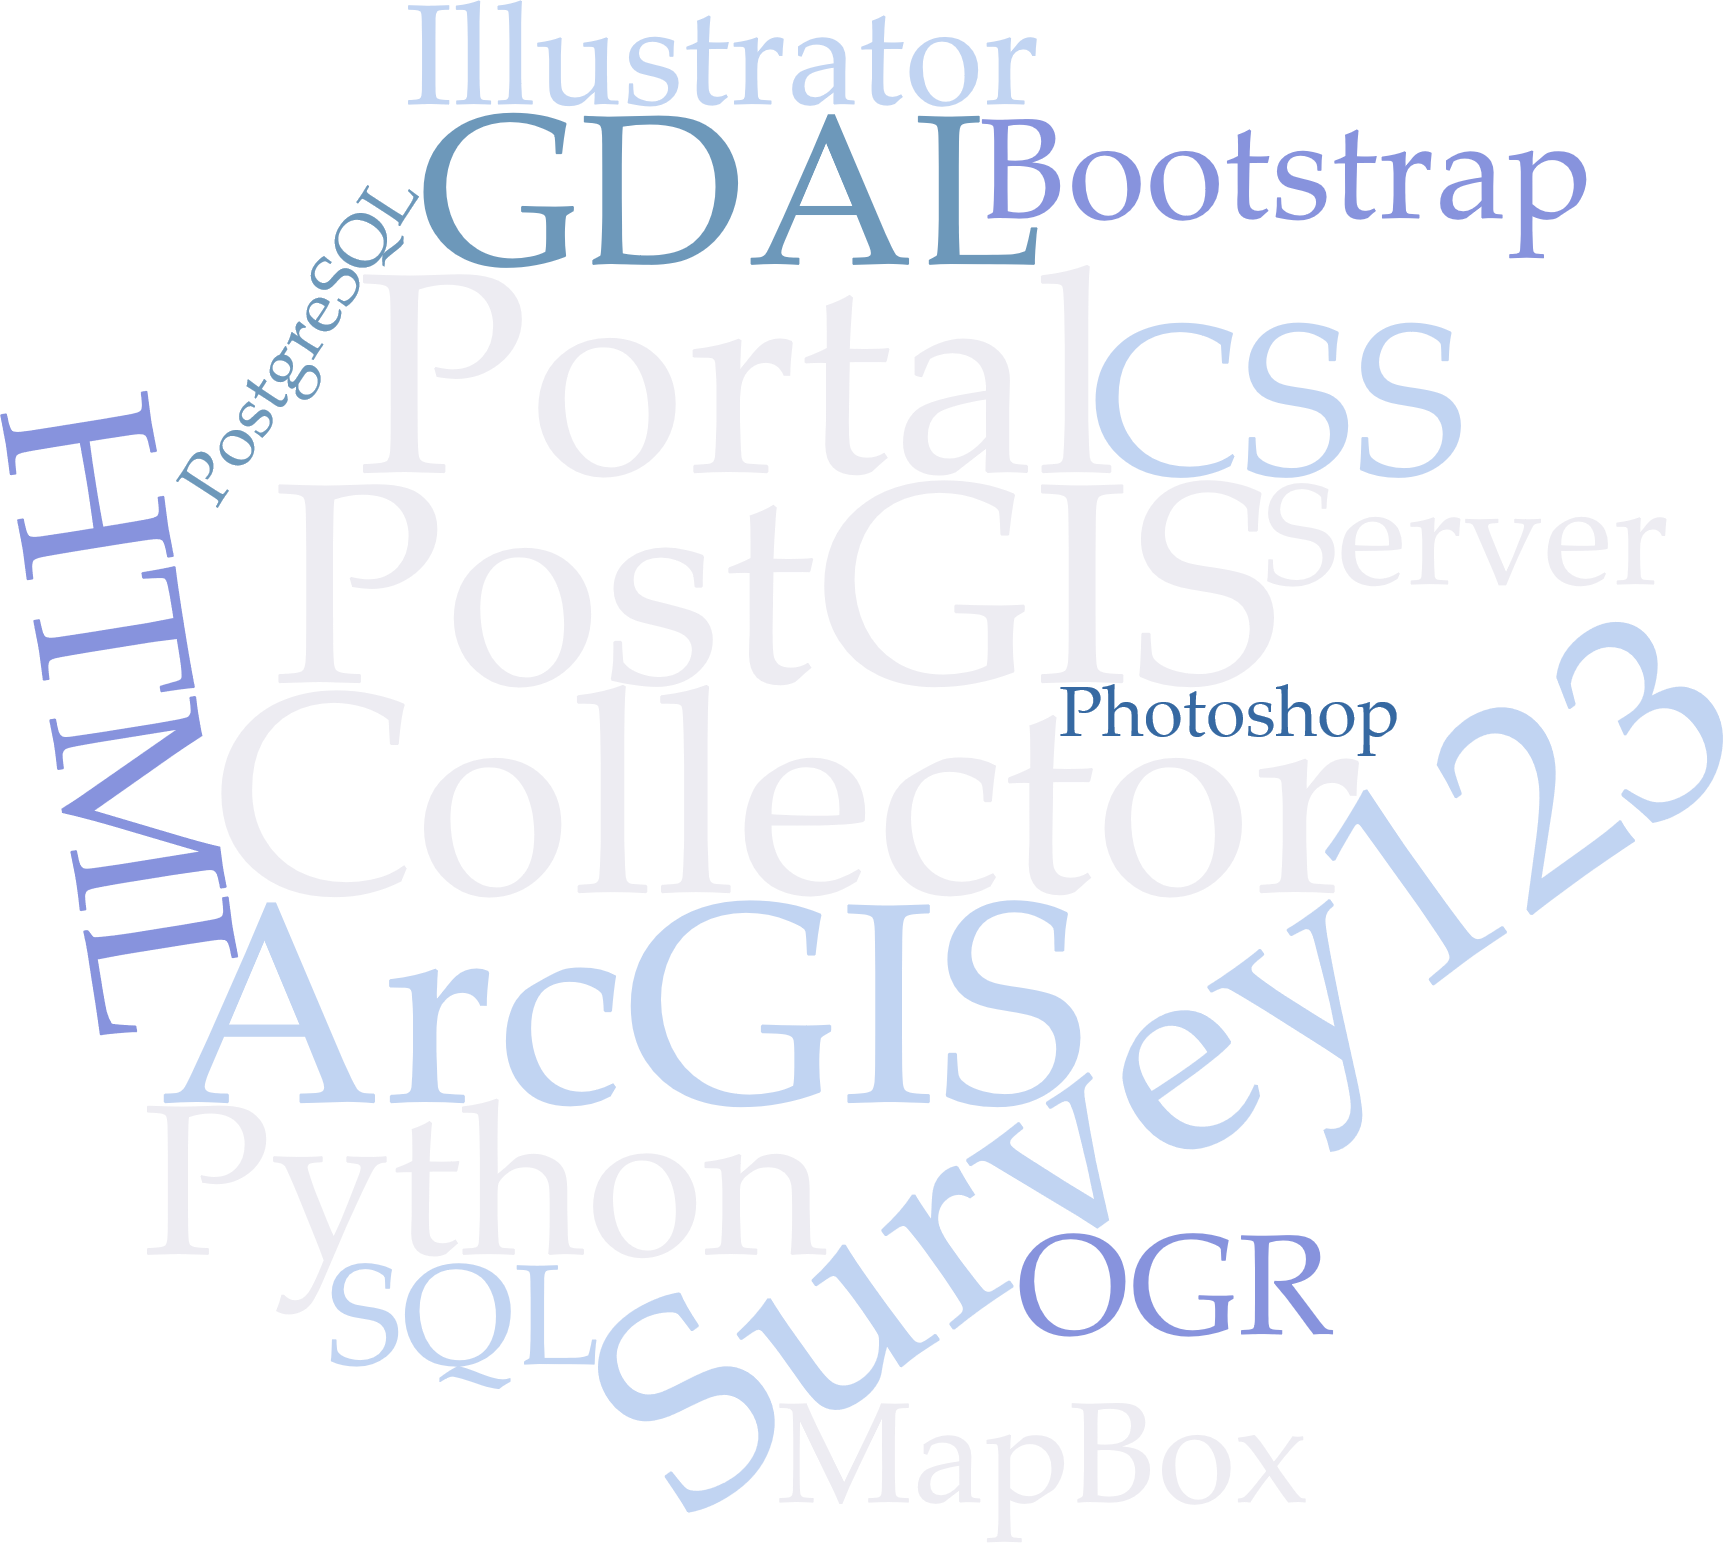 Illustrator
GDAL
Bootstrap
PostgreSQL
Portal
CSS
HTML
PostGIS
Server
Collector
Photoshop
Survey123
ArcGIS
Python
SQL
OGR
MapBox